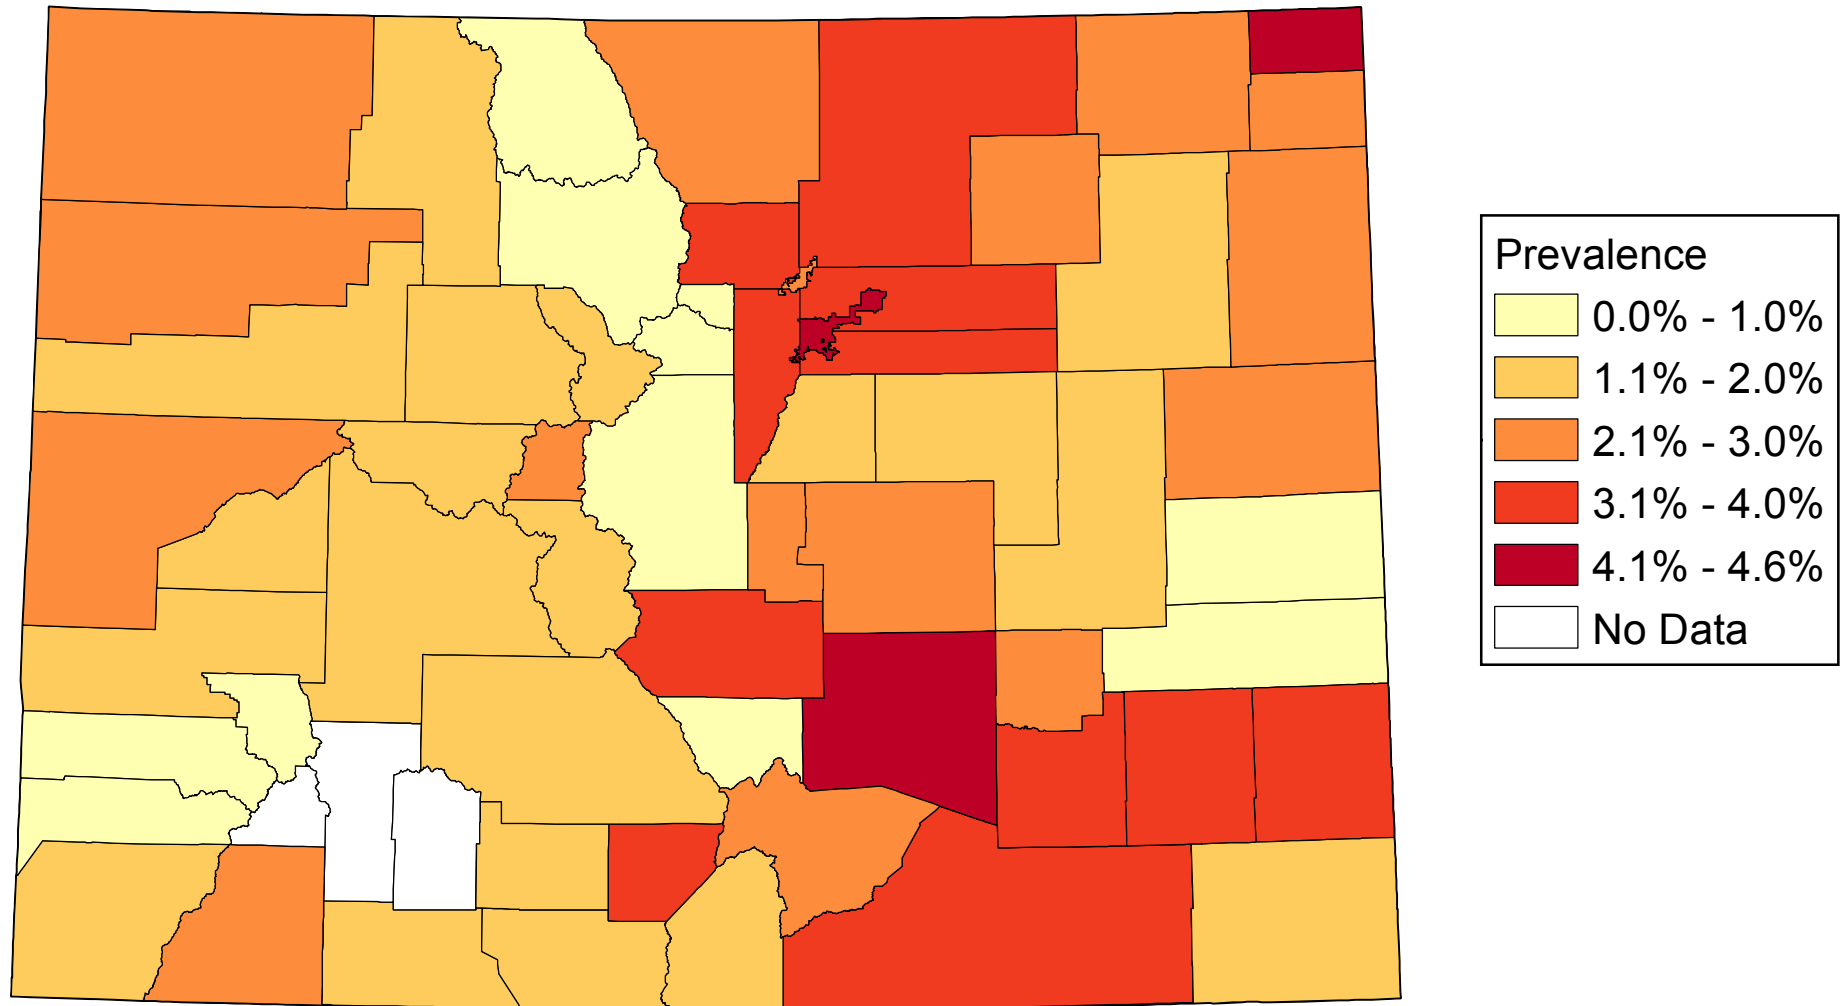 Prevalence
0.0% - 1.0%
1.1% - 2.0%
2.1% - 3.0%
3.1% - 4.0%
4.1% - 4.6%
No Data